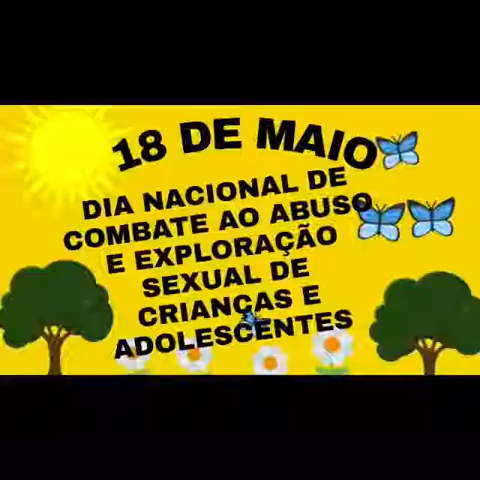 18 DE MAIO
DIA NACIONAL DE
COMBATE AO ABUSO
E EXPLORAÇÃO
SEXUAL DE
CRIANÇAS E
ADOLESCENTES